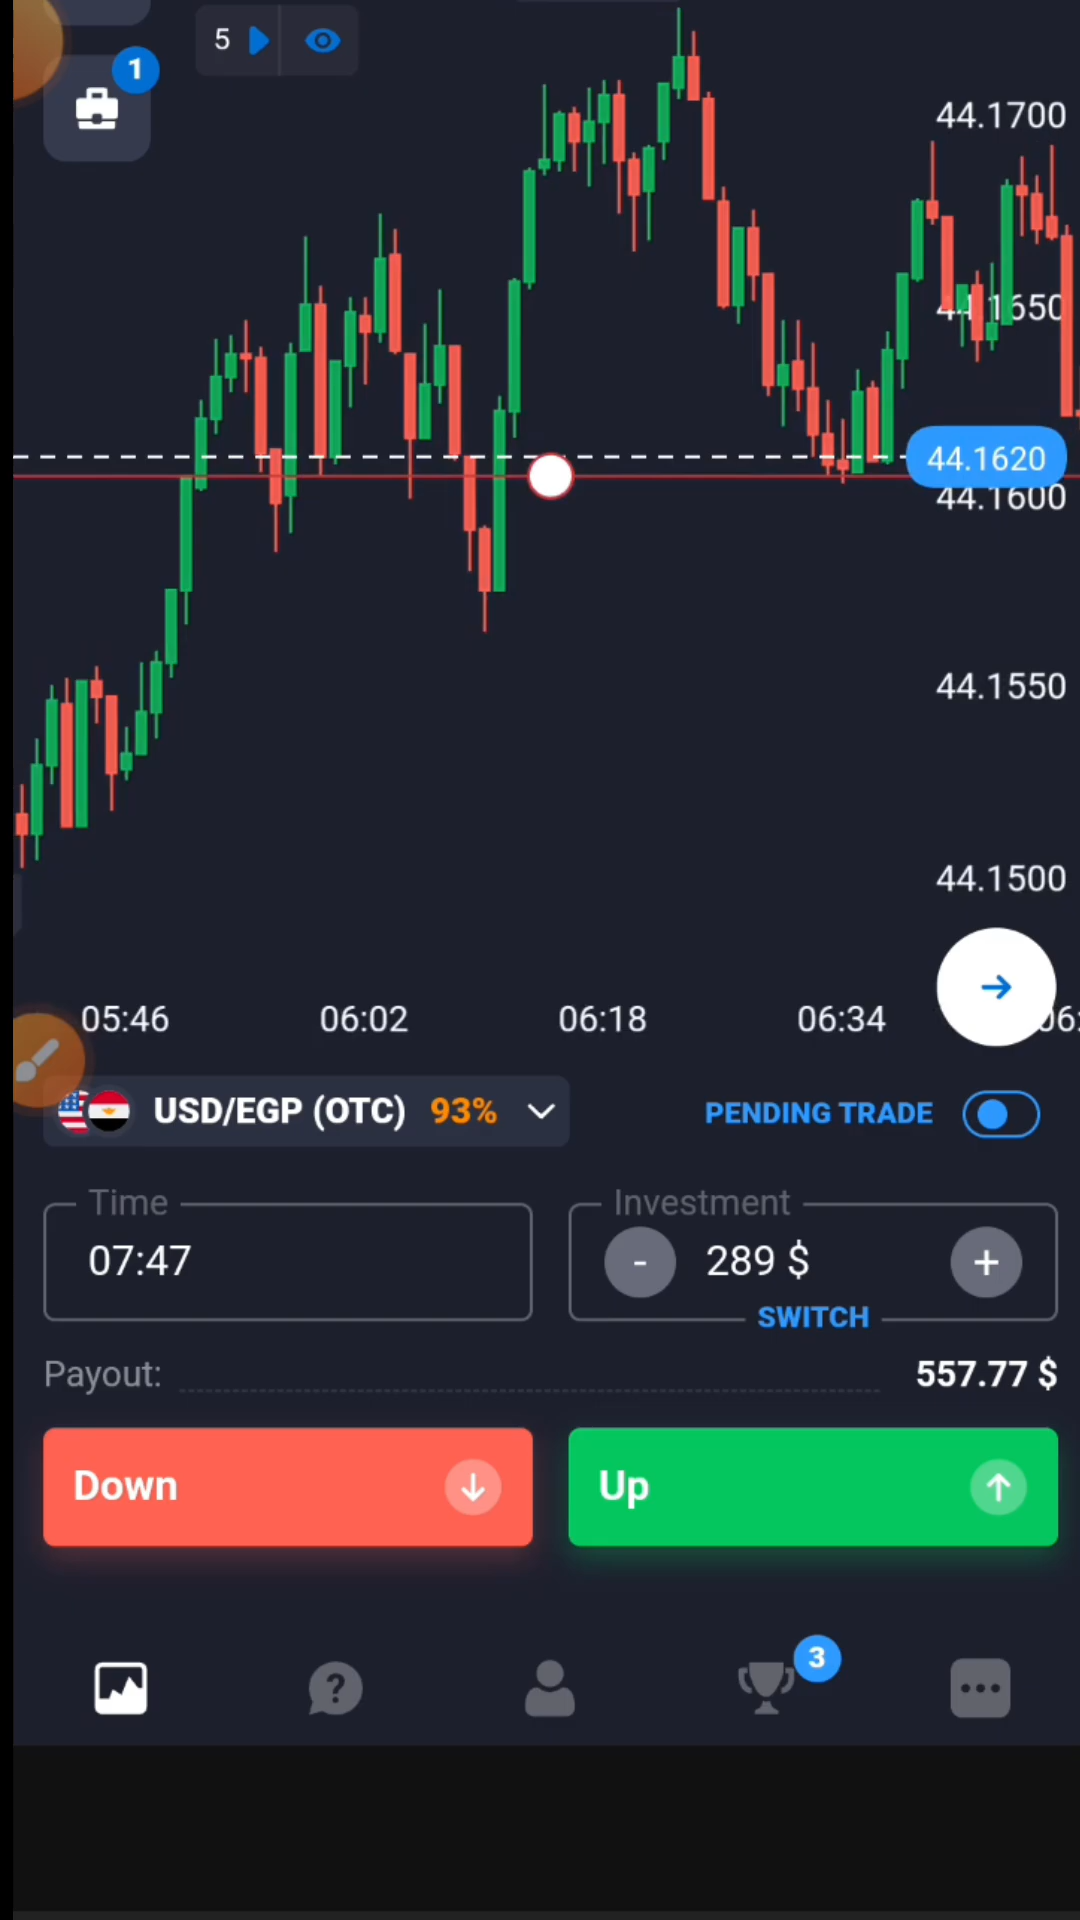 1
5
44.1700
44.1650
44.1620
44.1600
44.1550
44.1500
05:46 06:02 06:18 06:34 06:
USD/EGP (OTC) 93% PENDING TRADE
Time
07:47
Investment
- 289 $ +
SWITCH
Payout: 557.77 $
Down Up
?
3